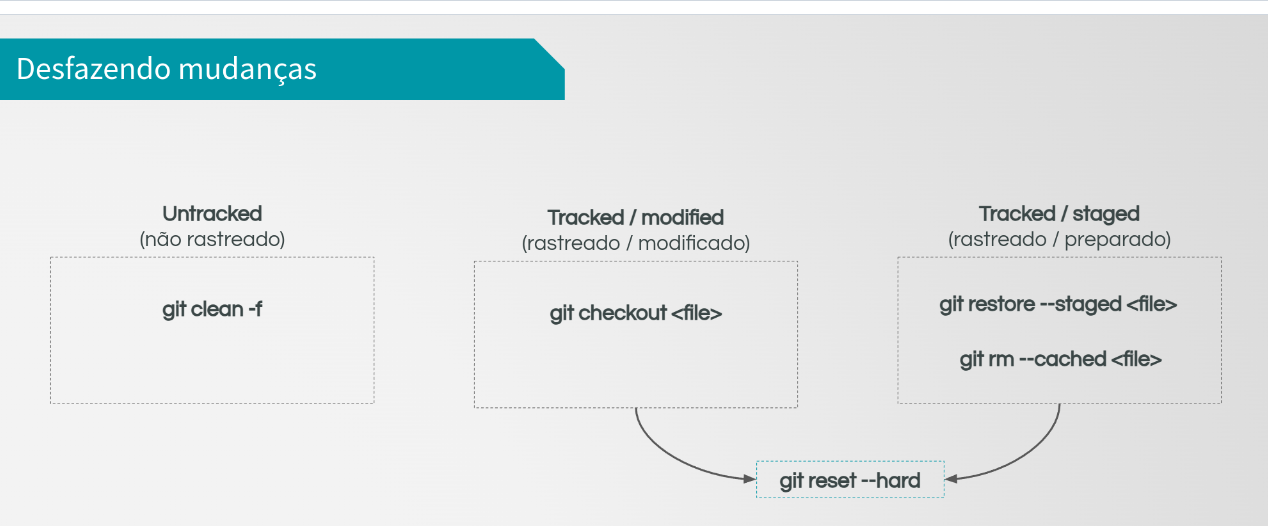 Desfazendo mudanças
Untracked
(não rastreado)
git clean -f
Tracked / modified
(rastreado / modificado)
git checkout <file>
Tracked / staged
(rastreado / preparado)
git restore --staged <file>
git rm --cached <file>
git reset --hard